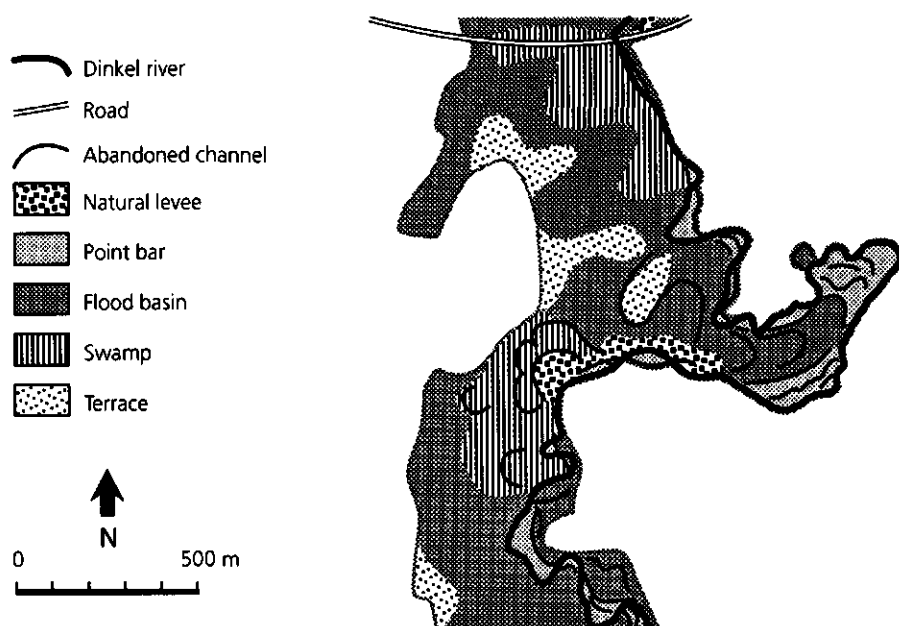 Dinkel river
Road
Abandoned channel
Natural levee
Point bar
Flood basin
Swamp
Terrace
N
0 500 m